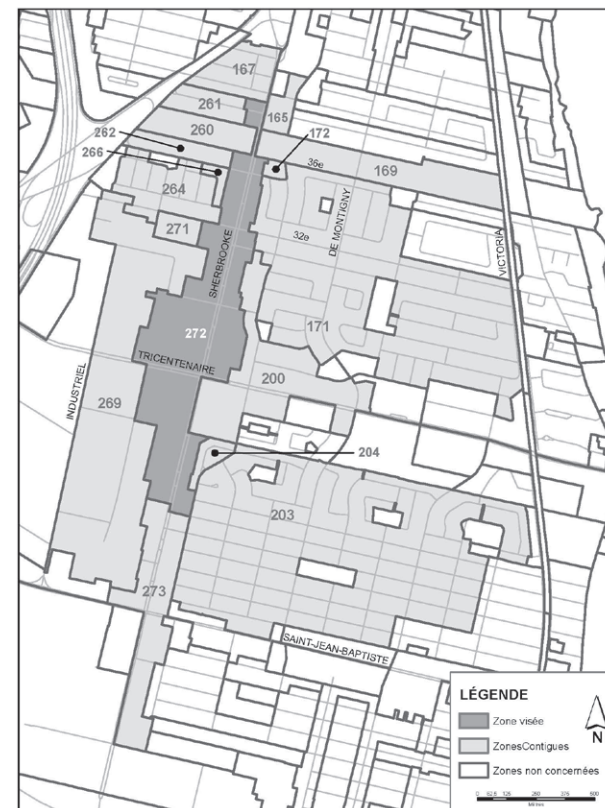 167
261
165
260
262
172
266
36e
169
264
DE MONTIGNY
32e
271
SHERBROOKE
VICTORIA
272
171
TRICENTENAIRE
200
INDUSTRIEL
269
204
203
273
SAINT-JEAN-BAPTISTE
LÉGENDE
Zone visée
ZonesContigues
Zones non concernées
N